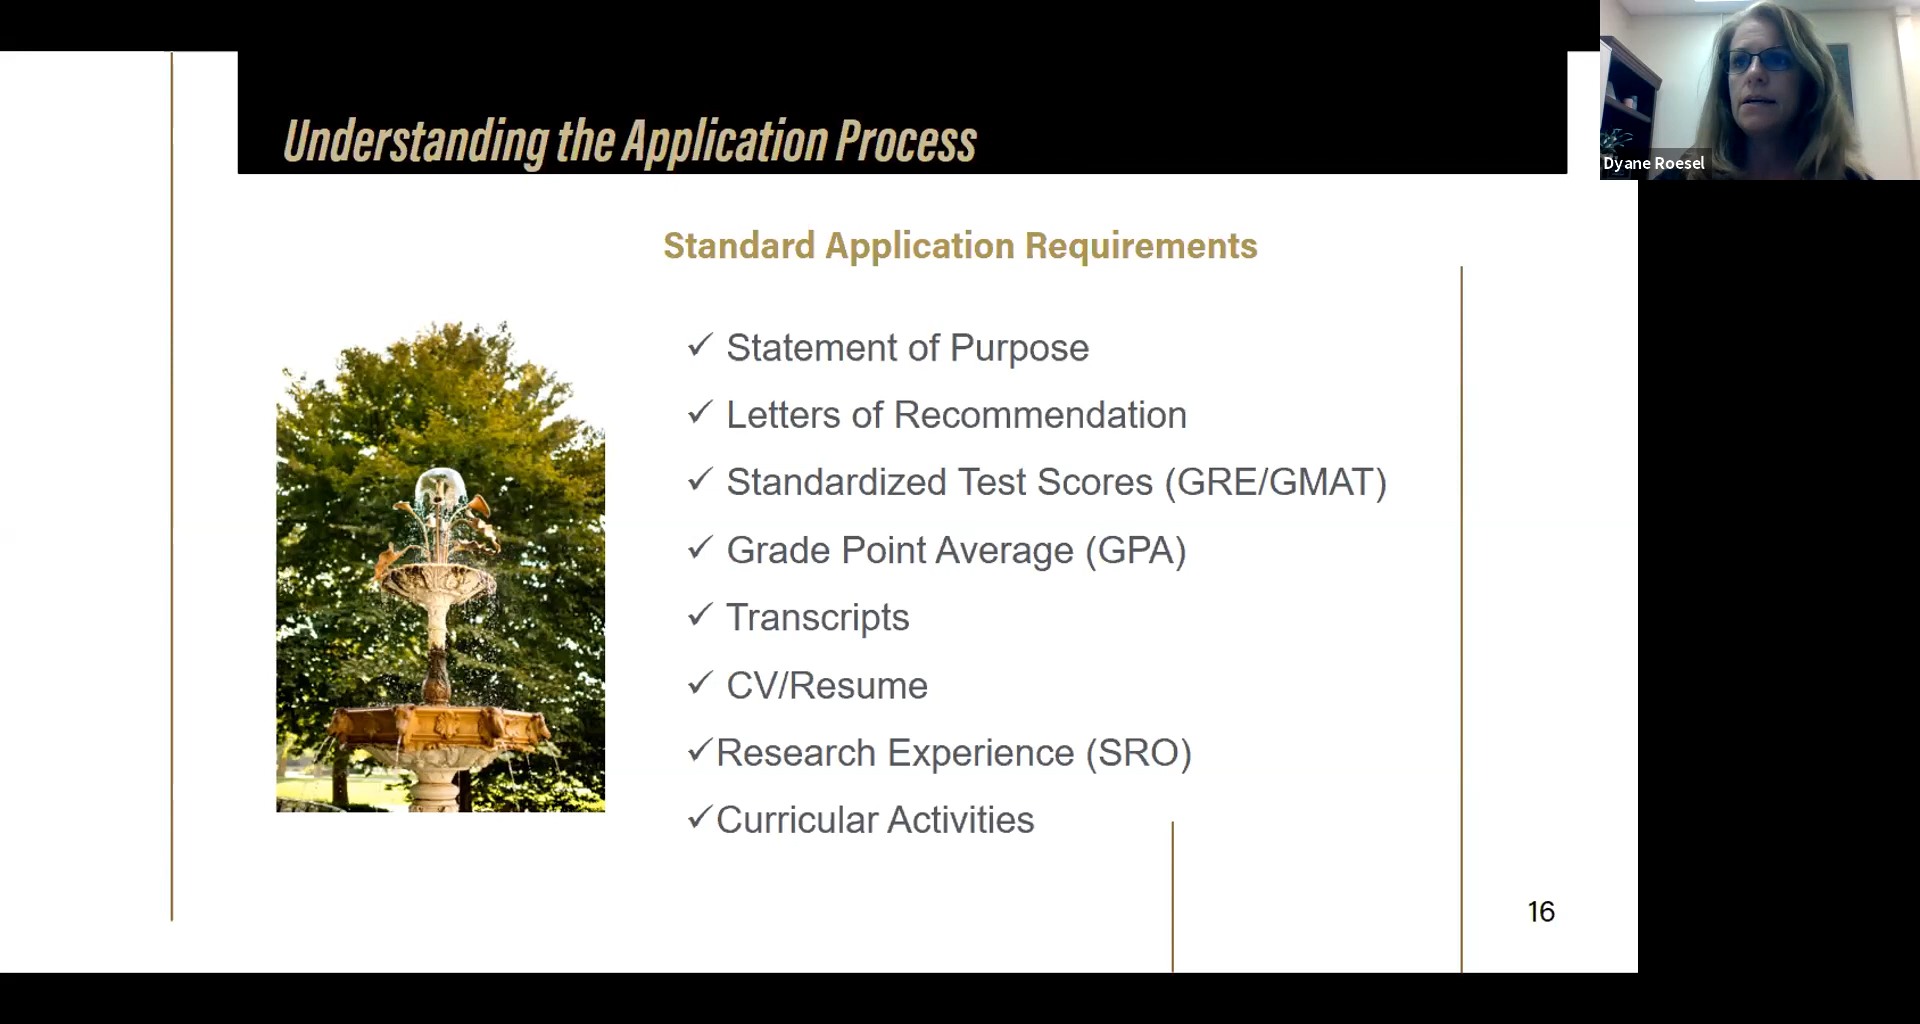 Understanding the Application Process
Dyane Roesel
Standard Application Requirements
✓ Statement of Purpose
✓ Letters of Recommendation
✓ Standardized Test Scores (GRE/GMAT)
✓ Grade Point Average (GPA)
✓ Transcripts
✓ CV/Resume
✓Research Experience (SRO)
✓Curricular Activities
16